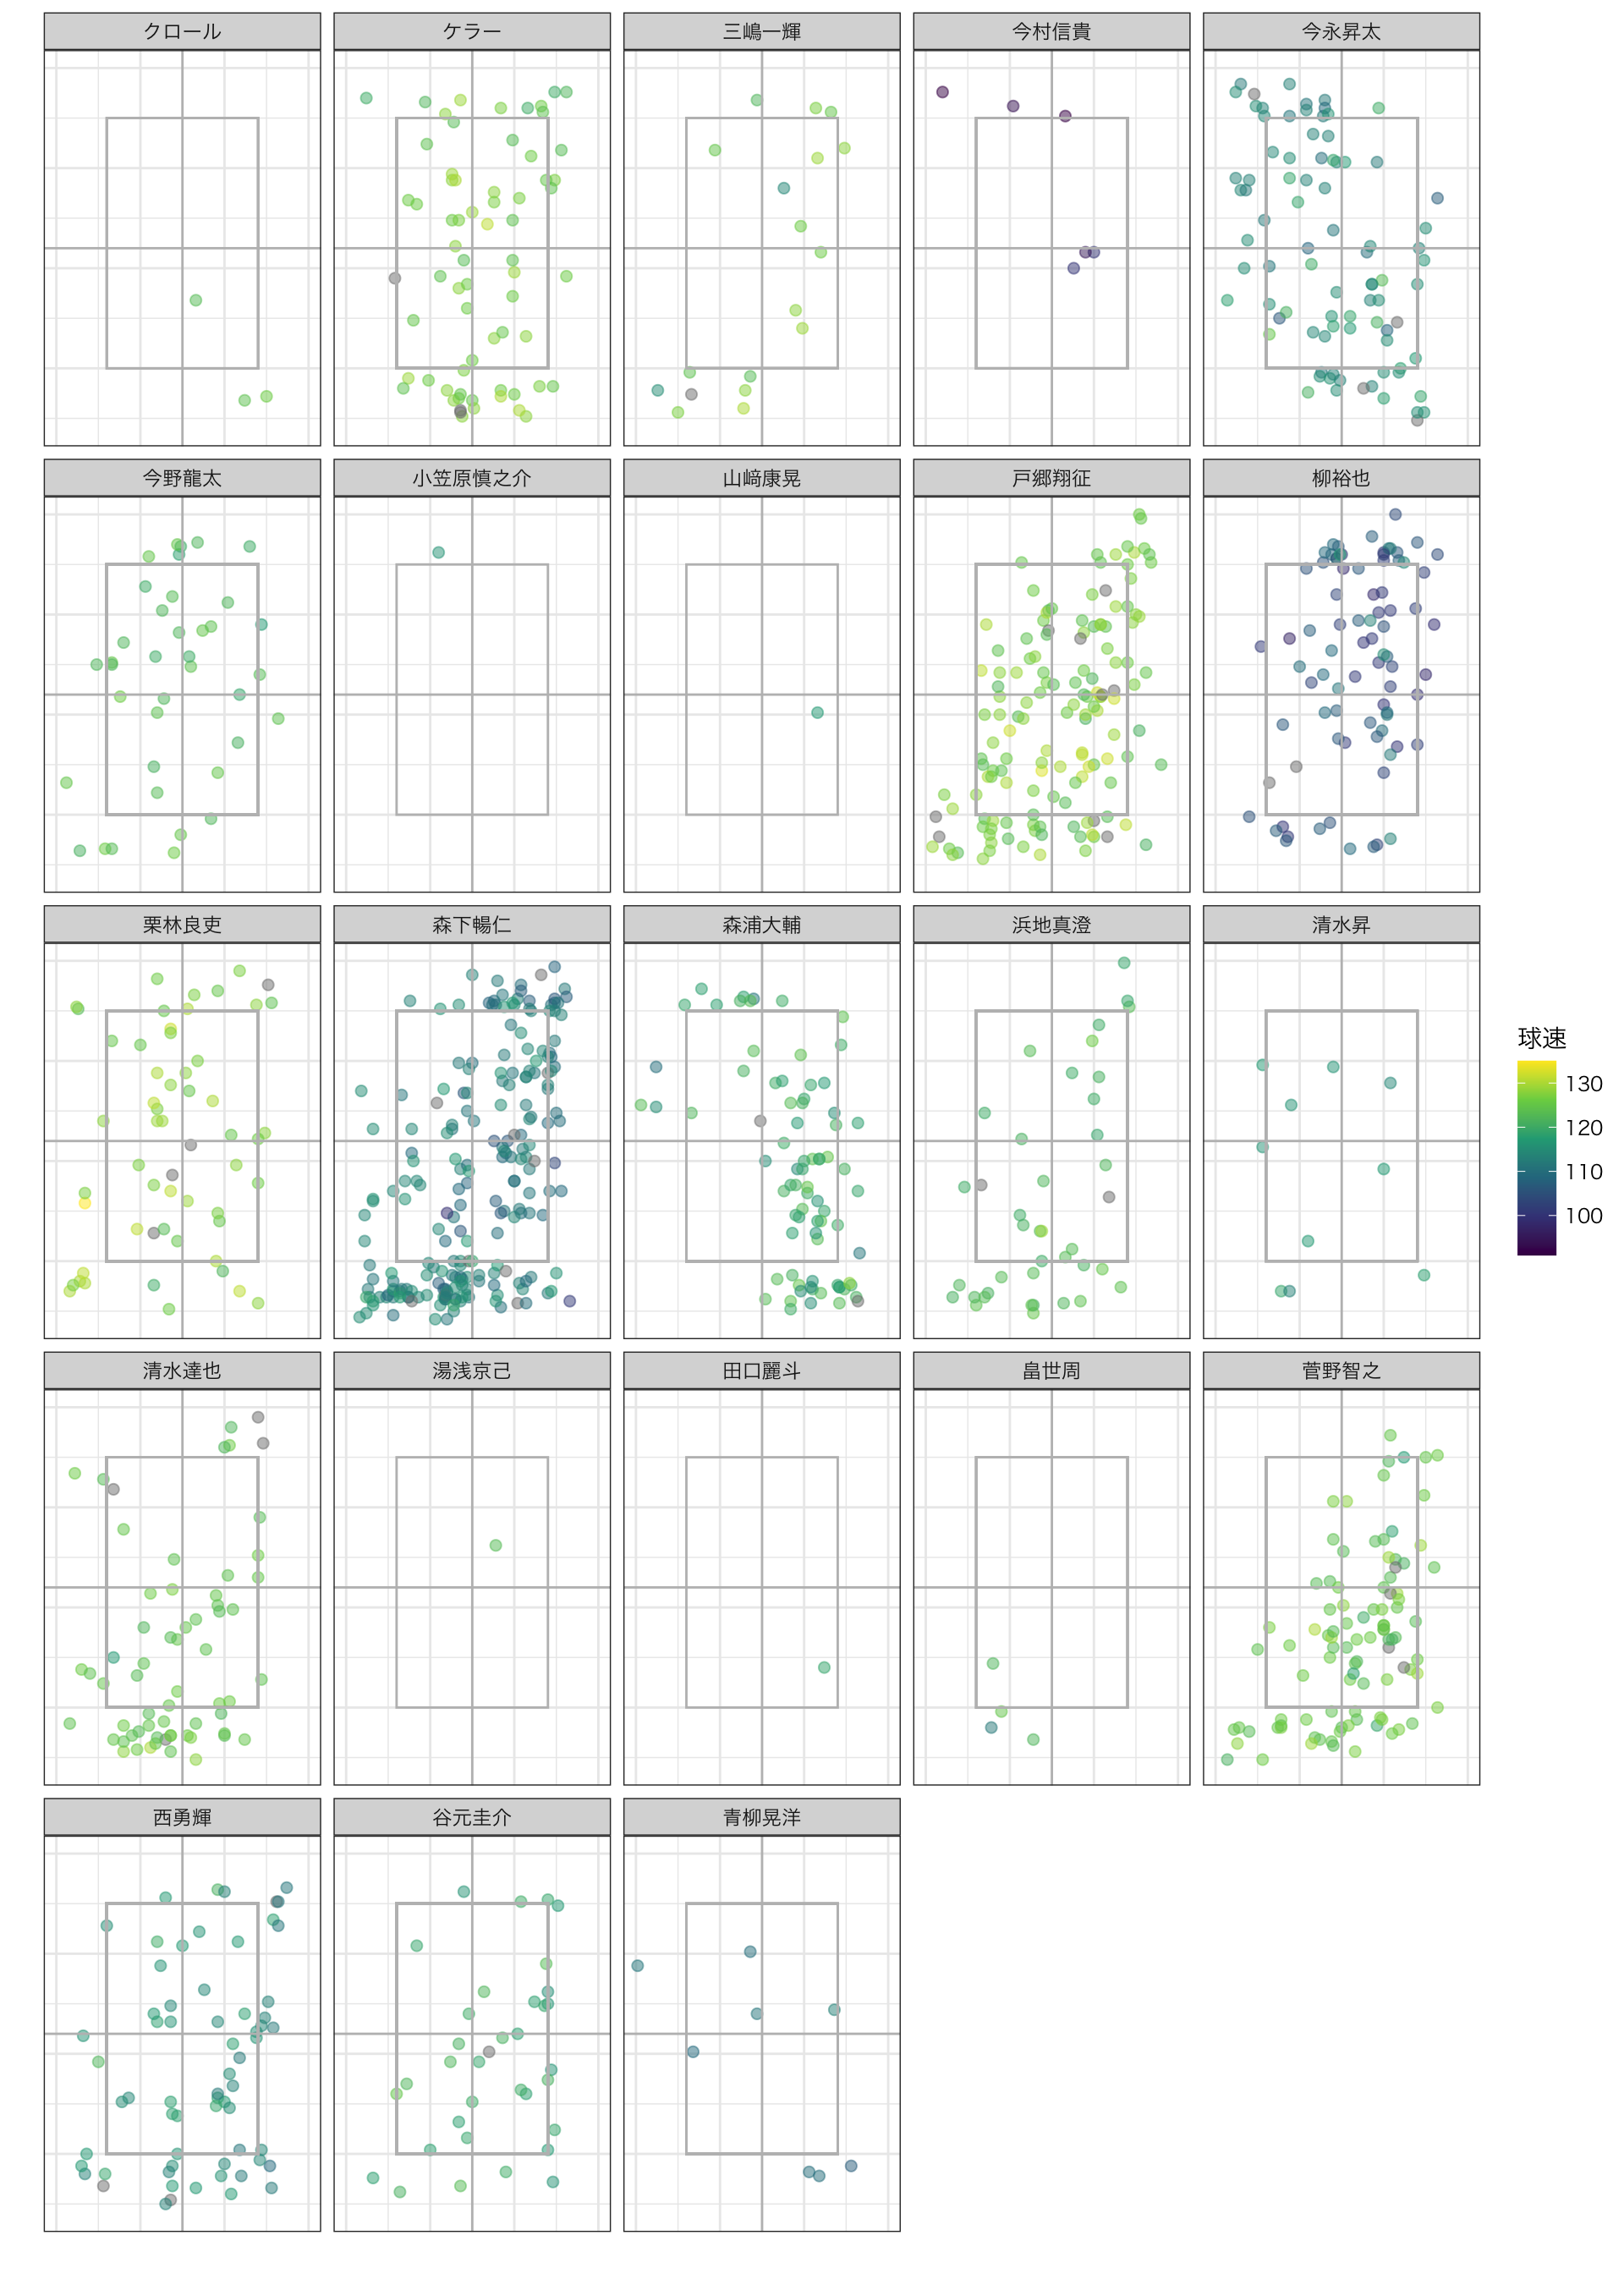 クロール
ケラー
三嶋一輝
今村信貴
今永昇太
今野龍太
小笠原慎之介
山﨑康晃
戸郷翔征
柳裕也
栗林良吏
森下暢仁
森浦大輔
浜地真澄
清水昇
清水達也
湯浅京己
田口麗斗
畠世周
菅野智之
西勇輝
谷元圭介
青柳晃洋
球速
130
120
110
100